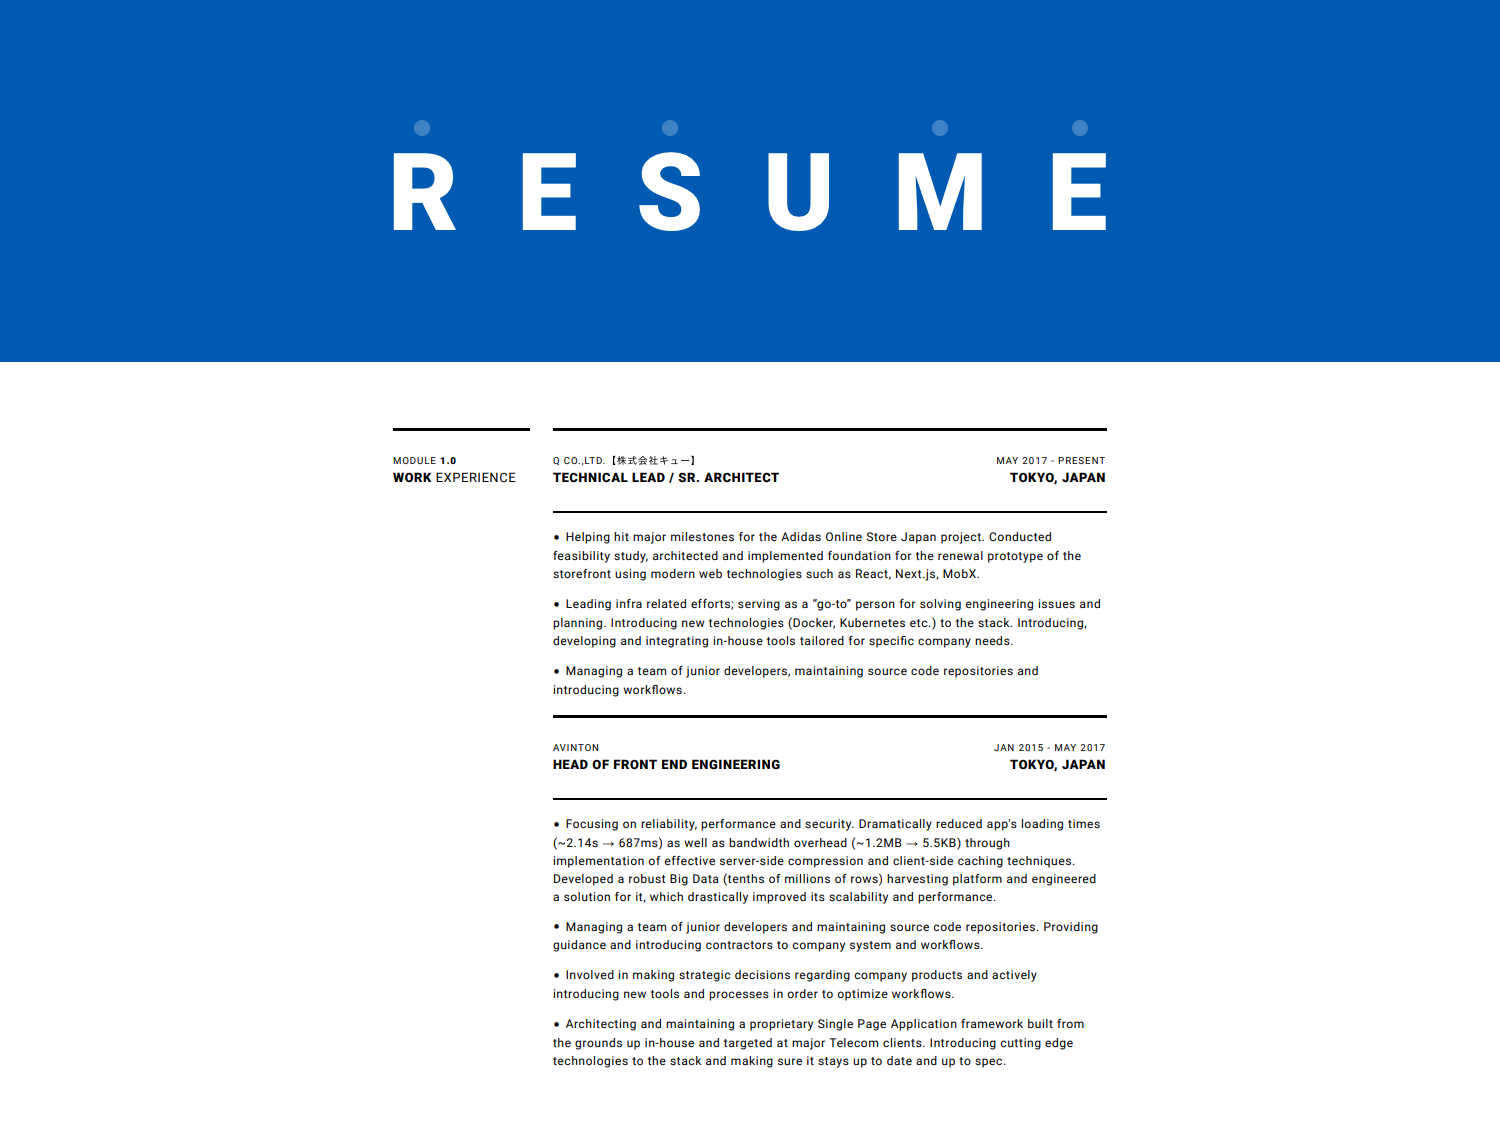 RESUME
MODULE 1.0
WORK EXPERIENCE
Q CO.,LTD.【株式会社キュー】
MAY 2017 - PRESENT
TECHNICAL LEAD / SR. ARCHITECT
TOKYO, JAPAN
• Helping hit major milestones for the Adidas Online Store Japan project. Conducted
feasibility study, architected and implemented foundation for the renewal prototype of the
storefront using modern web technologies such as React, Next.js, MobX.
• Leading infra related efforts; serving as a “go-to” person for solving engineering issues and
planning. Introducing new technologies (Docker, Kubernetes etc.) to the stack. Introducing,
developing and integrating in-house tools tailored for specific company needs.
• Managing a team of junior developers, maintaining source code repositories and
introducing workflows.
AVINTON
JAN 2015 - MAY 2017
HEAD OF FRONT END ENGINEERING
TOKYO, JAPAN
• Focusing on reliability, performance and security. Dramatically reduced app's loading times
(~2.14s → 687ms) as well as bandwidth overhead (~1.2MB → 5.5KB) through
implementation of effective server-side compression and client-side caching techniques.
Developed a robust Big Data (tenths of millions of rows) harvesting platform and engineered
a solution for it, which drastically improved its scalability and performance.
• Managing a team of junior developers and maintaining source code repositories. Providing
guidance and introducing contractors to company system and workflows.
• Involved in making strategic decisions regarding company products and actively
introducing new tools and processes in order to optimize workflows.
• Architecting and maintaining a proprietary Single Page Application framework built from
the grounds up in-house and targeted at major Telecom clients. Introducing cutting edge
technologies to the stack and making sure it stays up to date and up to spec.